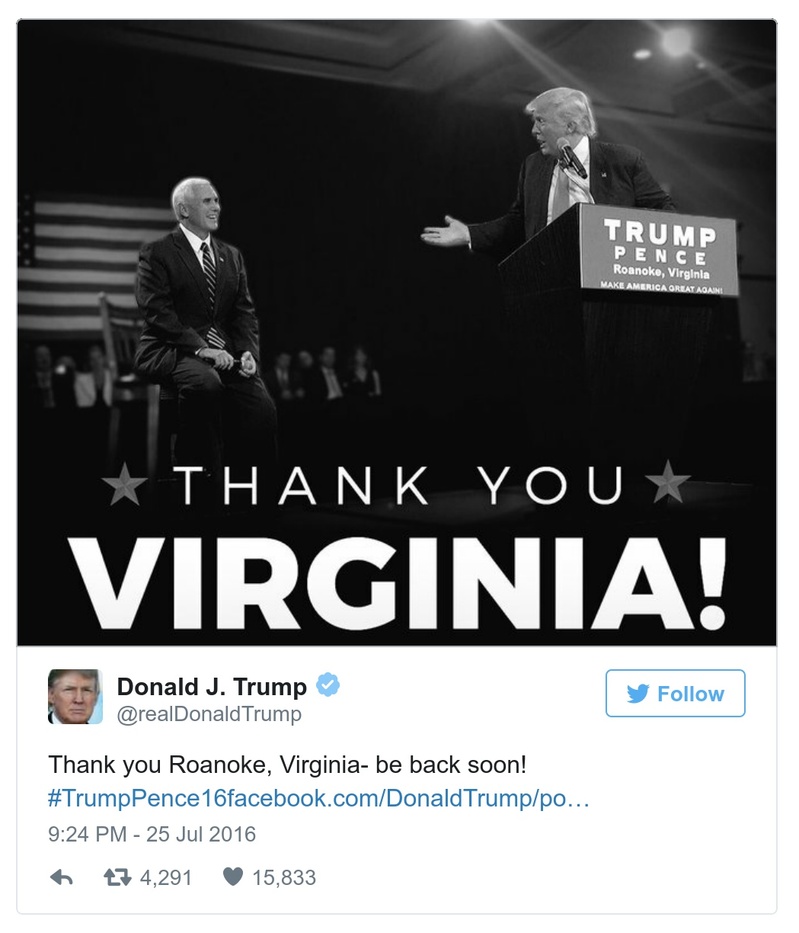 TRUMP
PENCE
Roanoke, Virginia
MAKE AMERICA GREAT AGAIN!
THANK YOU
VIRGINIA!
Donald J. Trump
@realDonaldTrump
Follow
Thank you Roanoke, Virginia- be back soon!
#TrumpPence16facebook.com/DonaldTrump/po…
9:24 PM - 25 Jul 2016
4,291 15,833